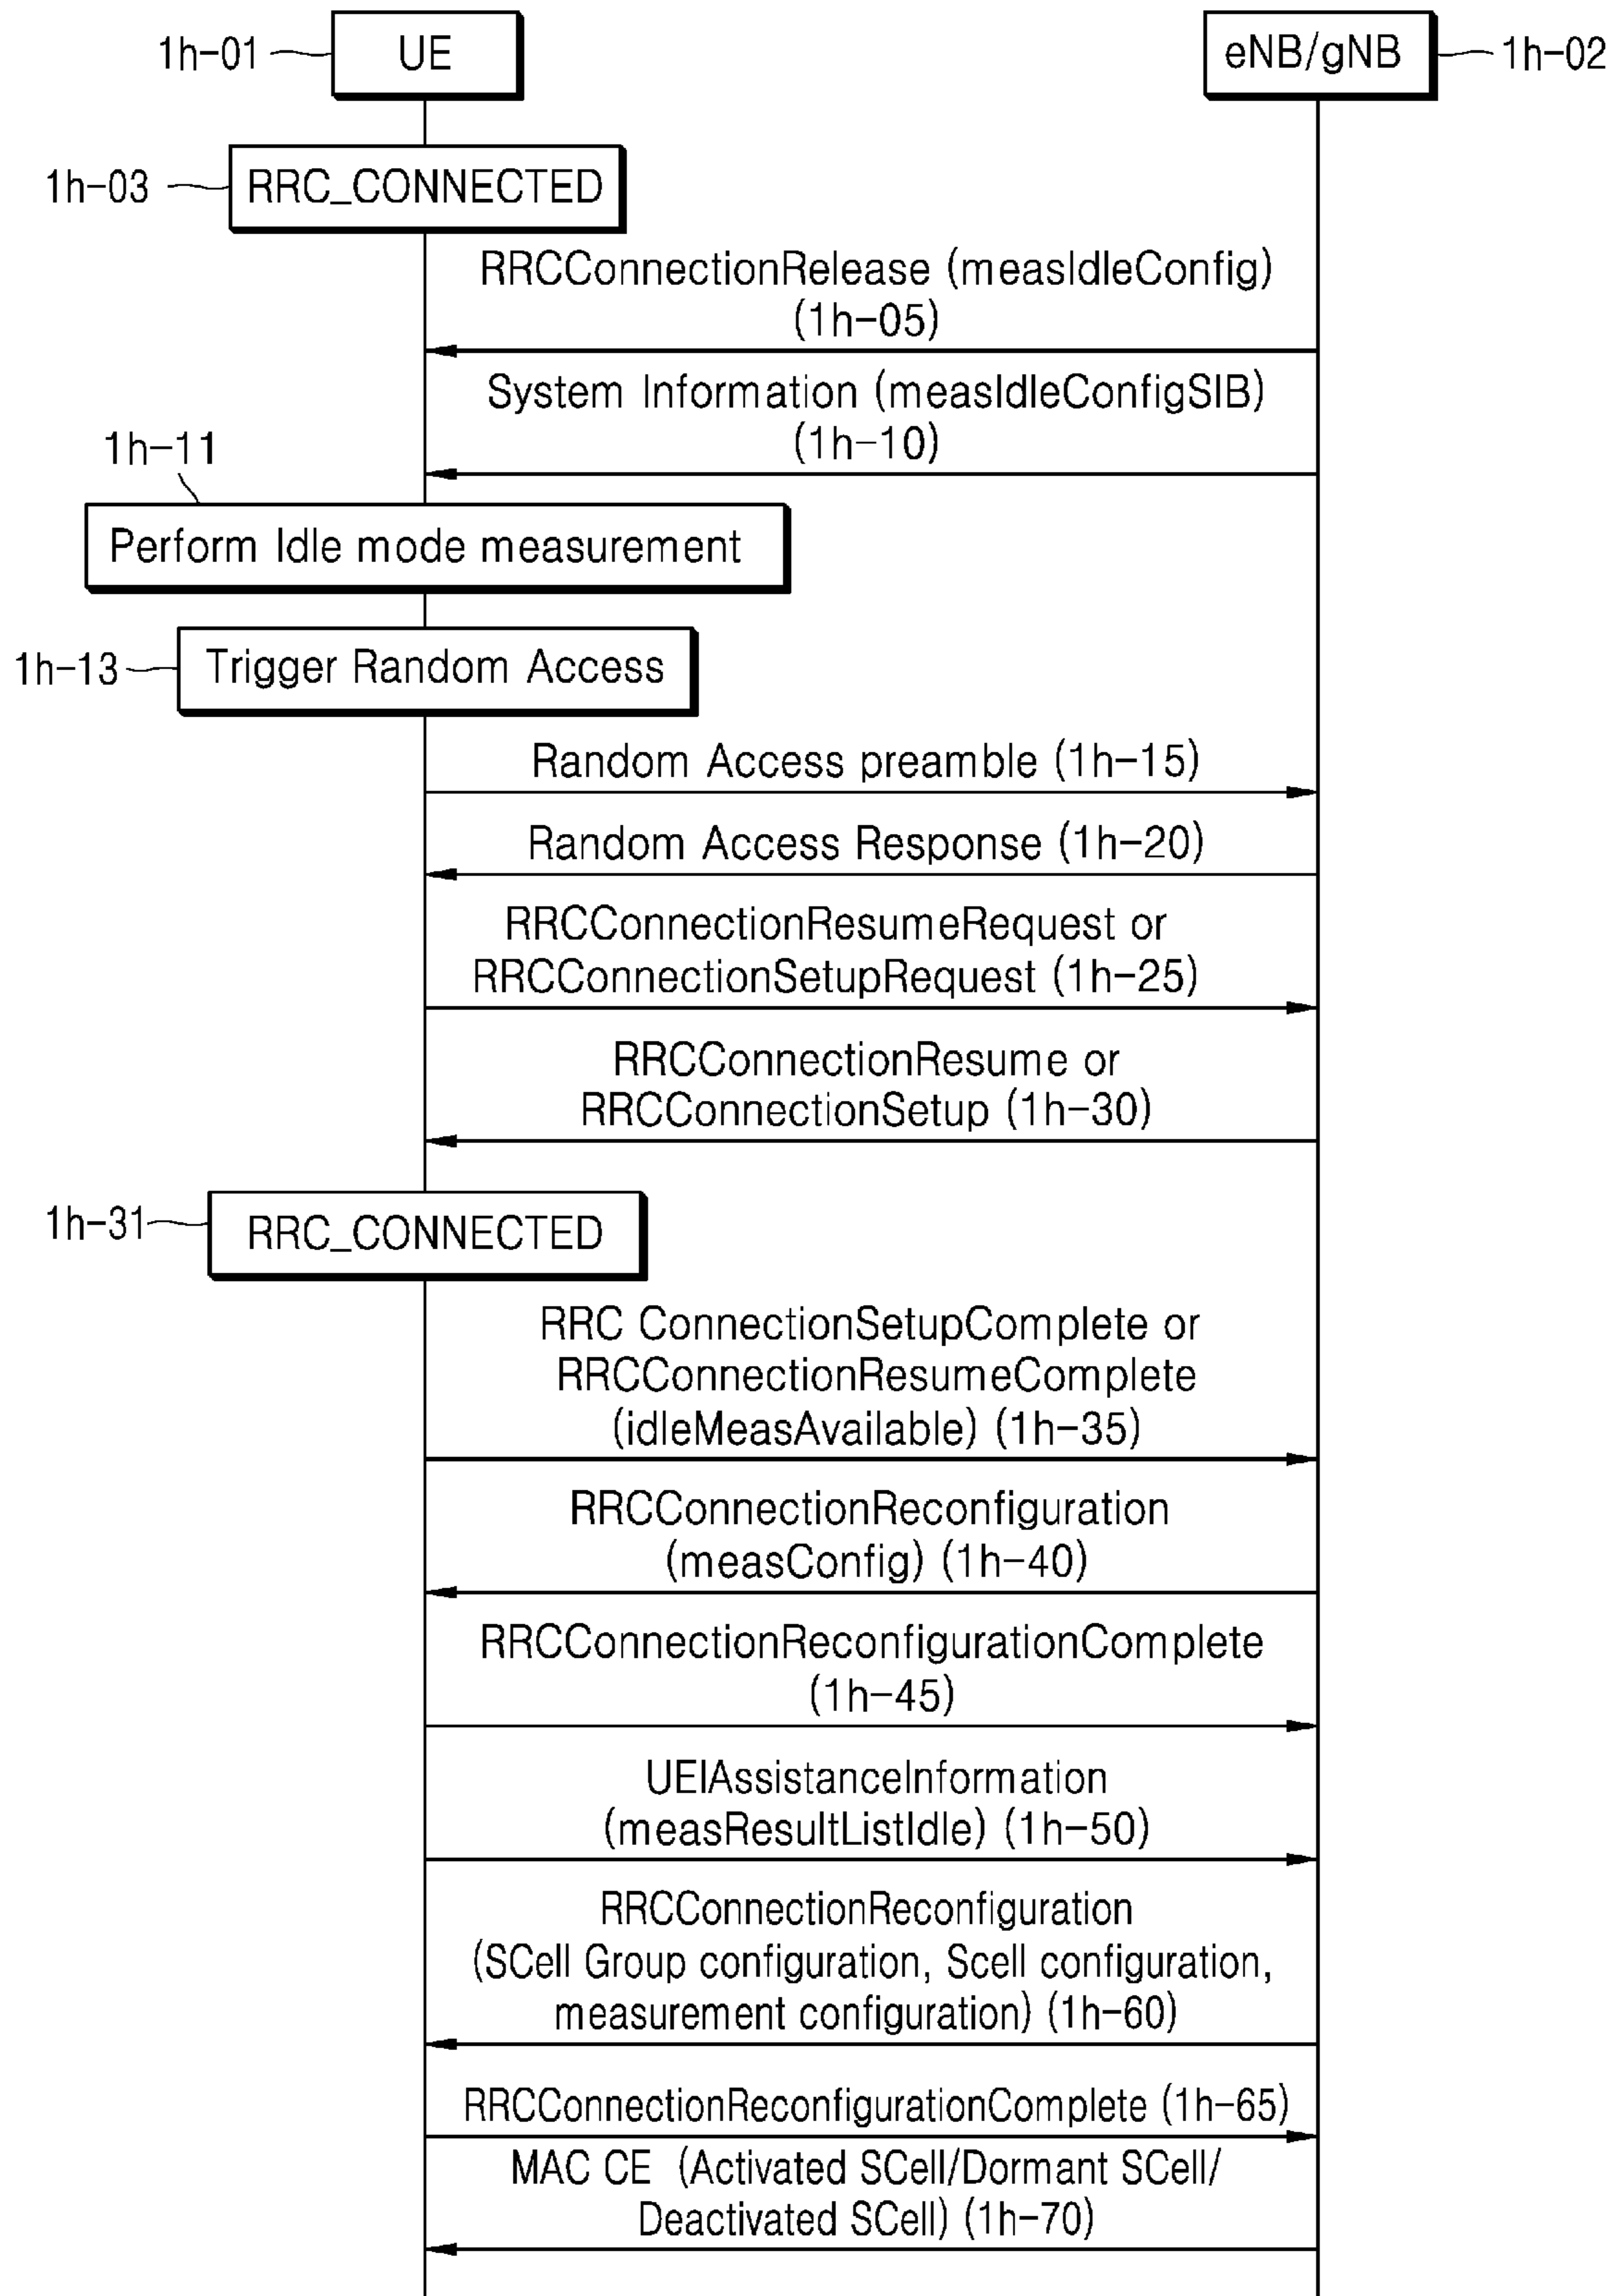 1h-01
UE
eNB/gNB
1h-02
1h-03
RRC_CONNECTED
RRCConnectionRelease (measIdleConfig)
(1h-05)
System Information (measIdleConfigSIB)
(1h-10)
1h-11
Perform Idle mode measurement
1h-13
Trigger Random Access
Random Access preamble (1h-15)
Random Access Response (1h-20)
RRCConnectionResumeRequest or
RRCConnectionSetupRequest (1h-25)
RRCConnectionResume or
RRCConnectionSetup (1h-30)
1h-31
RRC_CONNECTED
RRC ConnectionSetupComplete or
RRCConnectionResumeComplete
(idleMeasAvailable) (1h-35)
RRCConnectionReconfiguration
(measConfig) (1h-40)
RRCConnectionReconfigurationComplete
(1h-45)
UEIAssistanceInformation
(measResultListIdle) (1h-50)
RRCConnectionReconfiguration
(SCell Group configuration, Scell configuration,
measurement configuration) (1h-60)
RRCConnectionReconfigurationComplete (1h-65)
MAC CE (Activated SCell/Dormant SCell/
Deactivated SCell) (1h-70)